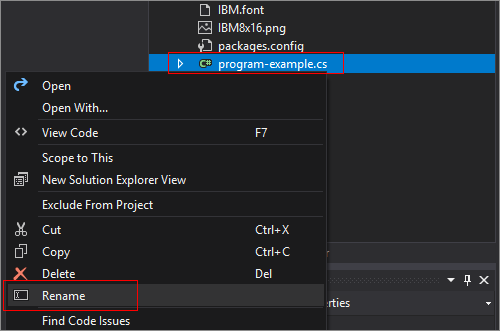 IBM.font
IBM8x16.png
packages.config
program-example.cs
Open
Open With...
View Code F7
Scope to This
New Solution Explorer View
Exclude From Project
Cut Ctrl+X
Copy Ctrl+C
Delete Del
Rename
Find Code Issues
erties